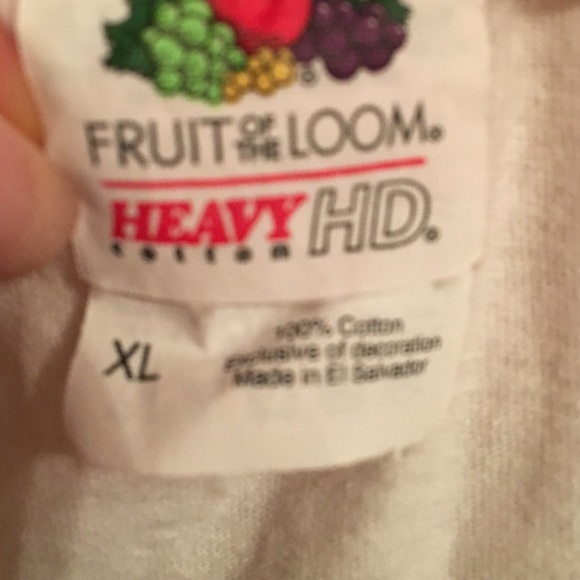 FRUIT OF THE LOOM®
HEAVY HD®
cotton
XL
100% Cotton
Exclusive of decoration
Made in El Salvador